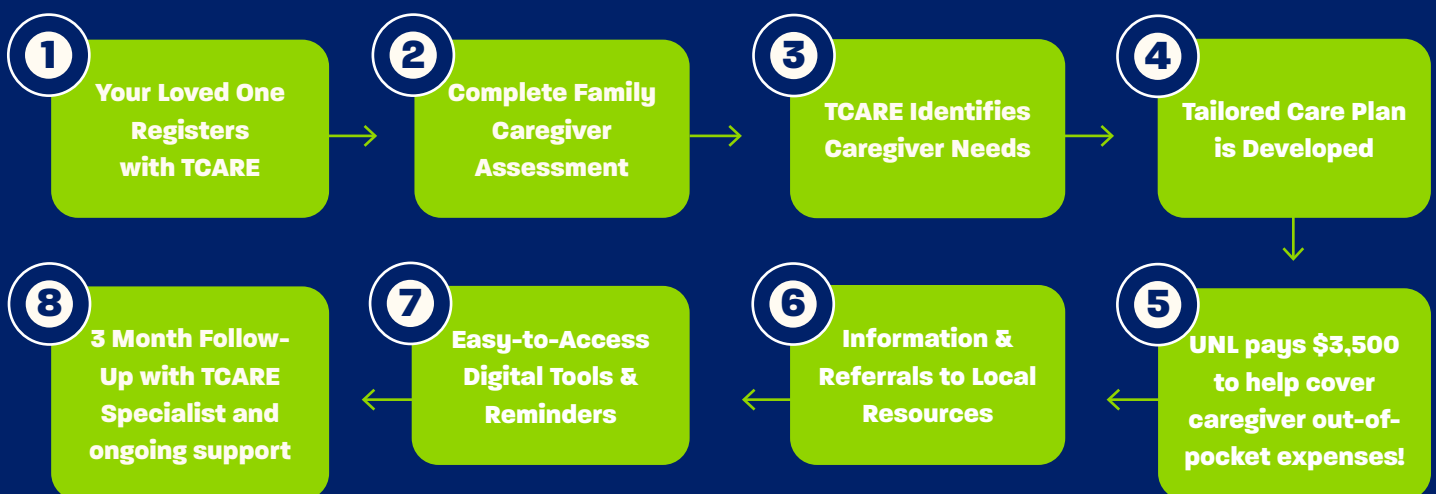 1
Your Loved One
Registers
with TCARE
2
Complete Family
Caregiver
Assessment
3
TCARE Identifies
Caregiver Needs
4
Tailored Care Plan
is Developed
5
UNL pays $3,500
to help cover
caregiver out-of-
pocket expenses!
6
Information &
Referrals to Local
Resources
7
Easy-to-Access
Digital Tools &
Reminders
8
3 Month Follow-
Up with TCARE
Specialist and
ongoing support